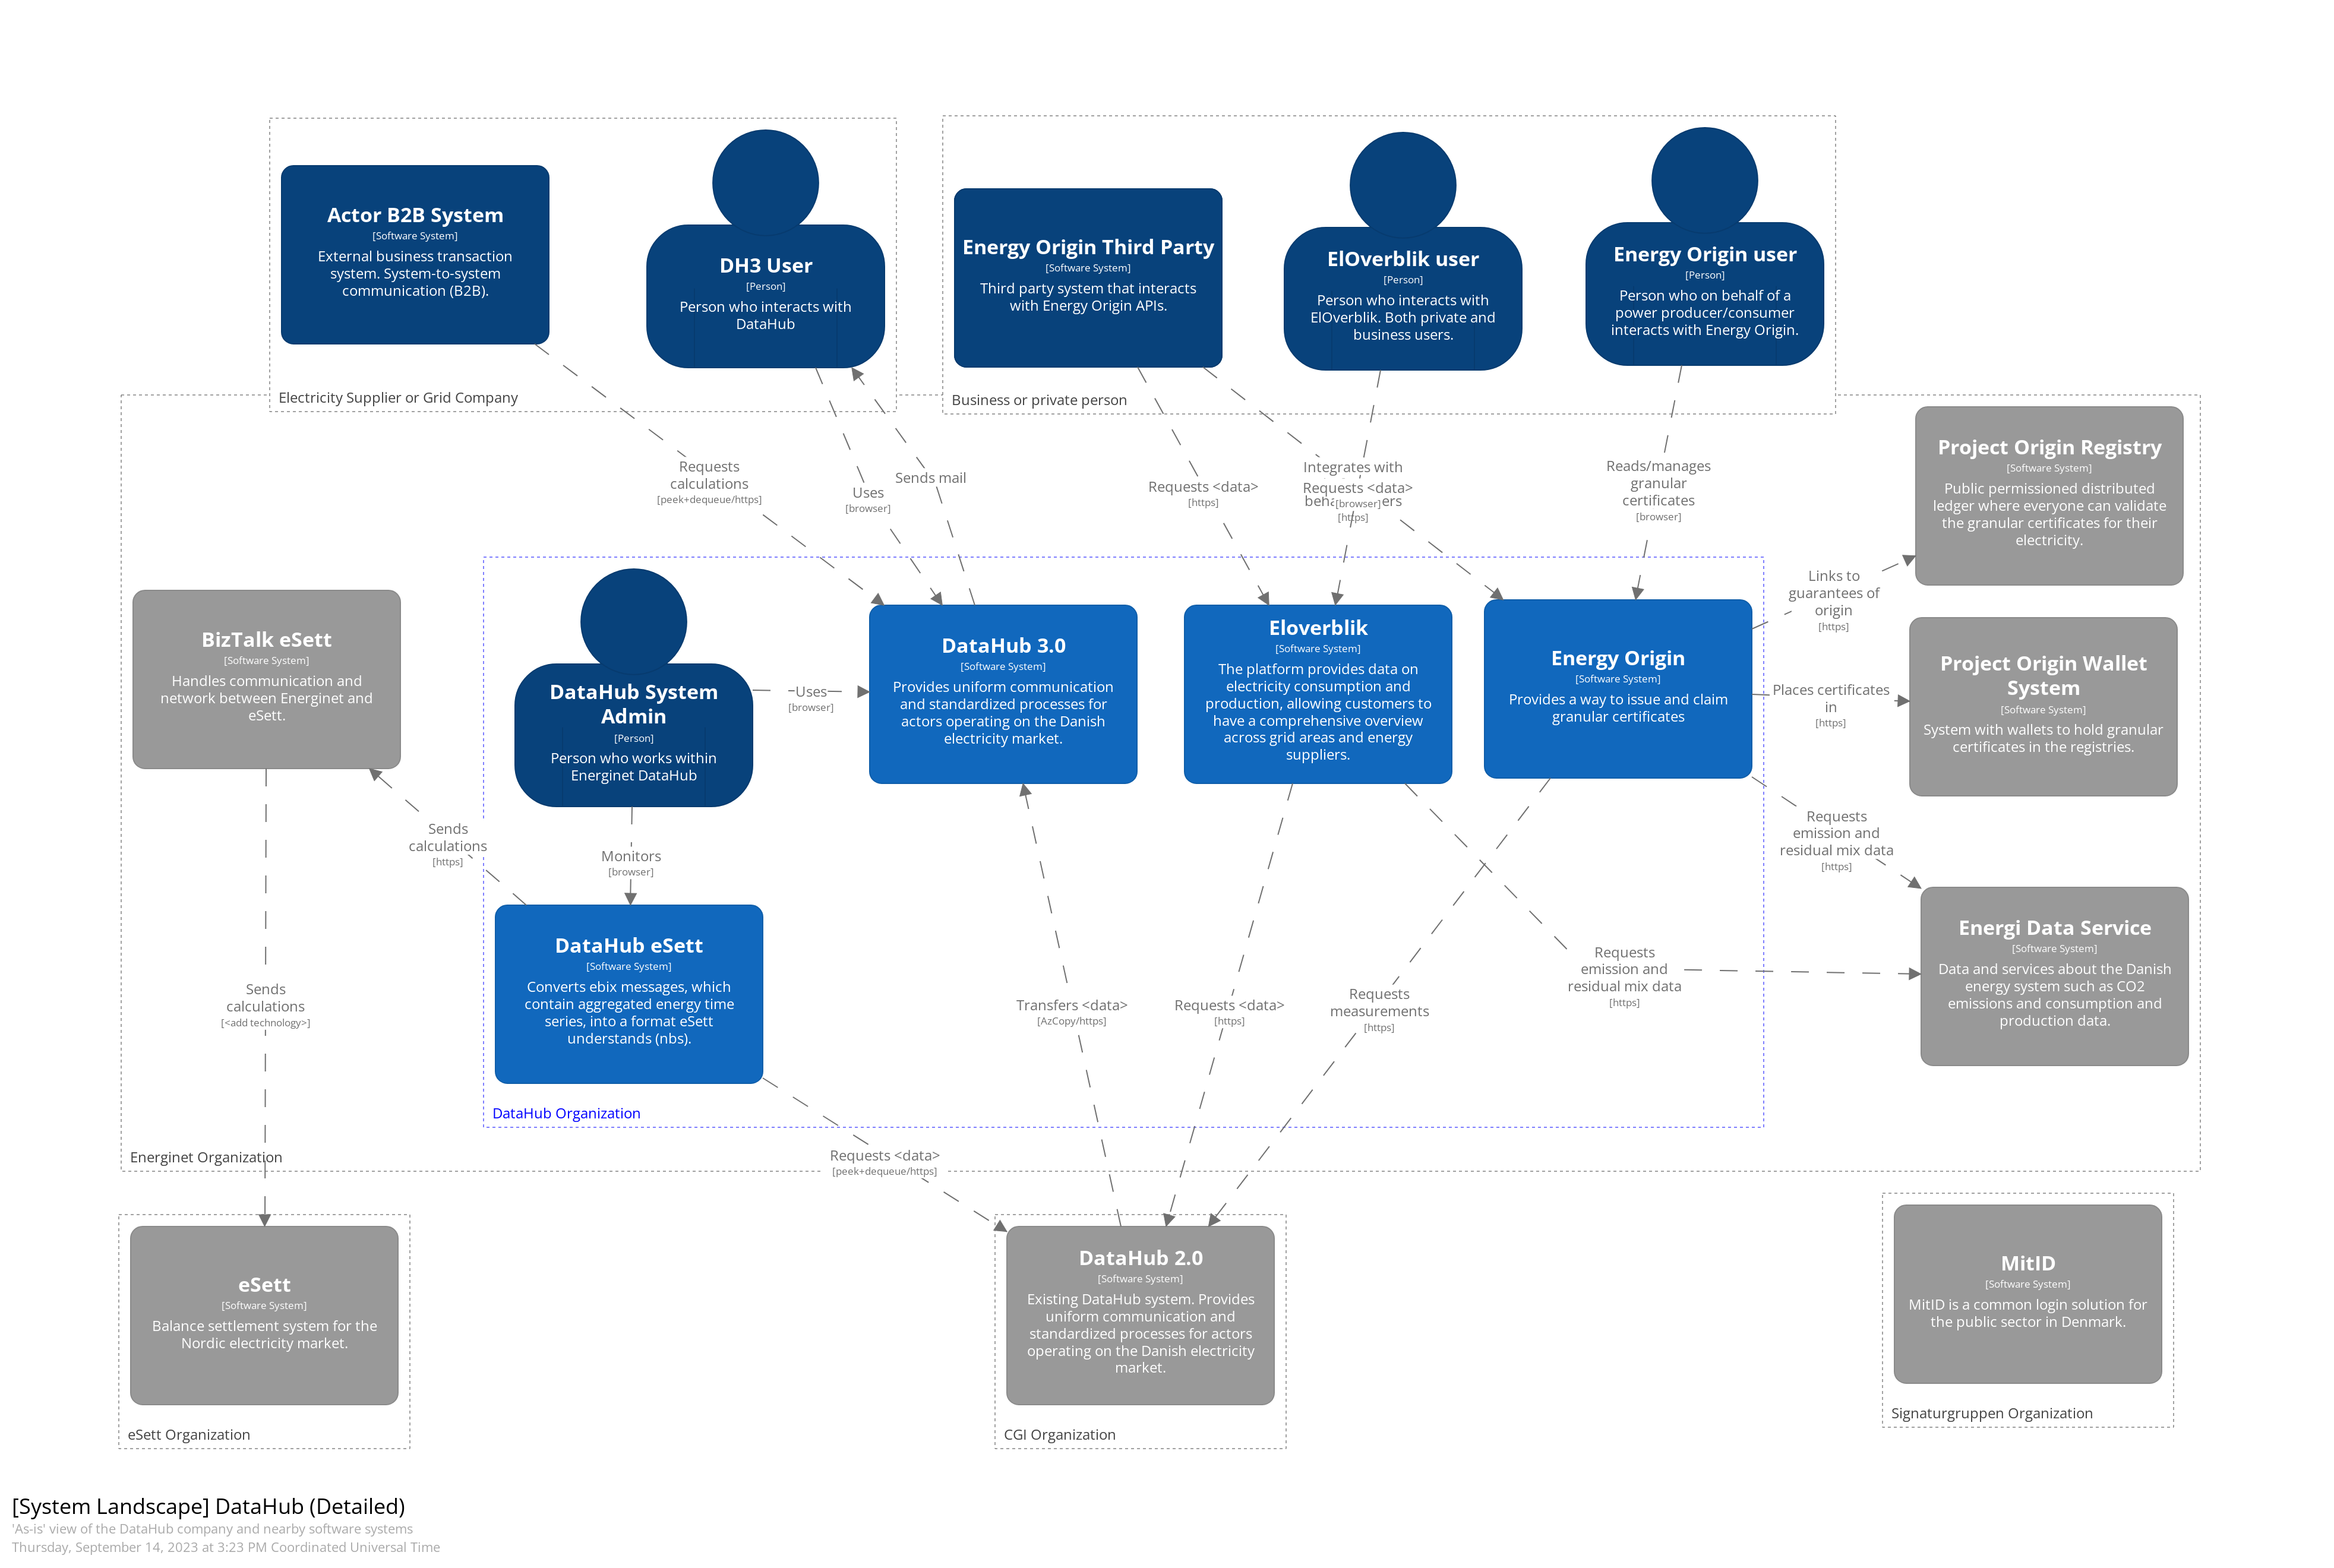 Actor B2B System
[Software System]
External business transaction
system. System-to-system
communication (B2B).
DH3 User
[Person]
Person who interacts with
DataHub
Electricity Supplier or Grid Company
Energy Origin Third Party
[Software System]
Third party system that interacts
with Energy Origin APIs.
ElOverblik user
[Person]
Person who interacts with
ElOverblik. Both private and
business users.
Energy Origin user
[Person]
Person who on behalf of a
power producer/consumer
interacts with Energy Origin.
Business or private person
Requests
calculations
[peek+dequeue/https]
Uses
[browser]
Sends mail
Requests <data>
[https]
Integrates with
Requests <data>
[browser]
[https]
Reads/manages
granular
certificates
[browser]
Project Origin Registry
[Software System]
Public permissioned distributed
ledger where everyone can validate
the granular certificates for their
electricity.
BizTalk eSett
[Software System]
Handles communication and
network between Energinet and
eSett.
DataHub System
Admin
[Person]
Person who works within
Energinet DataHub
Uses
[browser]
DataHub 3.0
[Software System]
Provides uniform communication
and standardized processes for
actors operating on the Danish
electricity market.
Eloverblik
[Software System]
The platform provides data on
electricity consumption and
production, allowing customers to
have a comprehensive overview
across grid areas and energy
suppliers.
Energy Origin
[Software System]
Provides a way to issue and claim
granular certificates
Links to
guarantees of
origin
[https]
Places certificates
in
[https]
Project Origin Wallet
System
[Software System]
System with wallets to hold granular
certificates in the registries.
Sends
calculations
[https]
Monitors
[browser]
Requests
emission and
residual mix data
[https]
DataHub eSett
[Software System]
Converts ebix messages, which
contain aggregated energy time
series, into a format eSett
understands (nbs).
Energi Data Service
[Software System]
Data and services about the Danish
energy system such as CO2
emissions and consumption and
production data.
Sends
calculations
[<add technology>]
Transfers <data>
[AzCopy/https]
Requests <data>
[https]
Requests
measurements
[https]
Requests
emission and
residual mix data
[https]
DataHub Organization
Energinet Organization
Requests <data>
[peek+dequeue/https]
eSett
[Software System]
Balance settlement system for the
Nordic electricity market.
eSett Organization
DataHub 2.0
[Software System]
Existing DataHub system. Provides
uniform communication and
standardized processes for actors
operating on the Danish electricity
market.
CGI Organization
MitID
[Software System]
MitID is a common login solution for
the public sector in Denmark.
Signaturgruppen Organization
[System Landscape] DataHub (Detailed)
'As-is' view of the DataHub company and nearby software systems
Thursday, September 14, 2023 at 3:23 PM Coordinated Universal Time